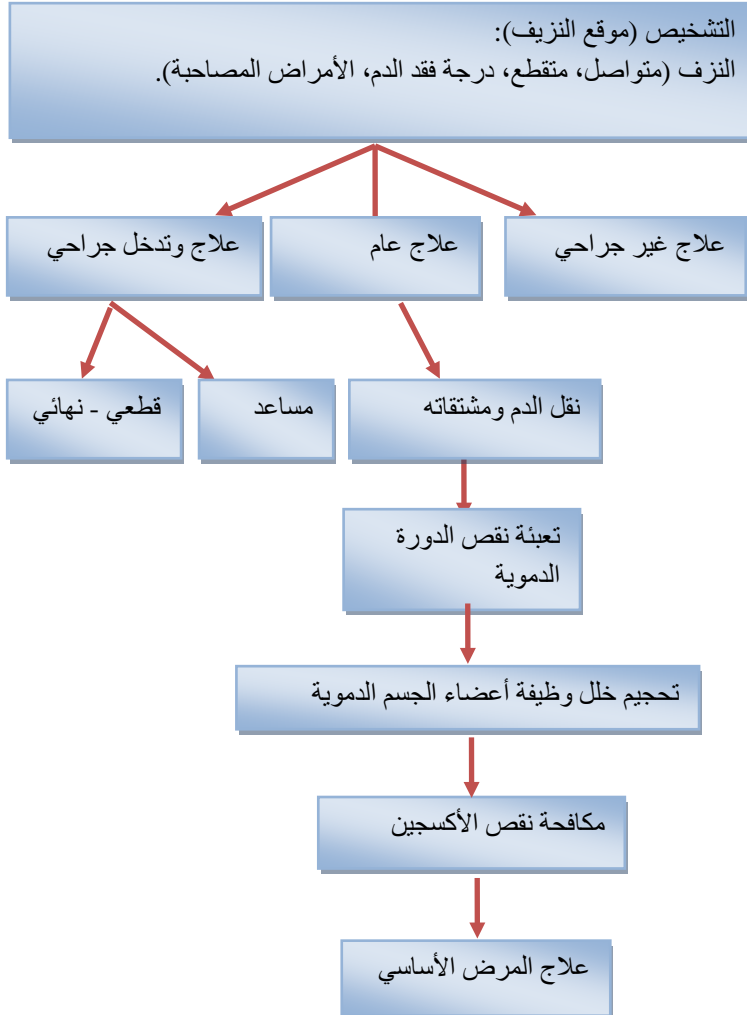 التشخيص (موقع النزيف):
النزف (متواصل، متقطع، درجة فقد الدم، الأمراض المصاحبة).
علاج غير جراحي
علاج عام
علاج وتدخل جراحي
نقل الدم ومشتقاته
مساعد
قطعي - نهائي
تعبئة نقص الدورة
الدموية
تحجيم خلل وظيفة أعضاء الجسم الدموية
مكافحة نقص الأكسجين
علاج المرض الأساسي